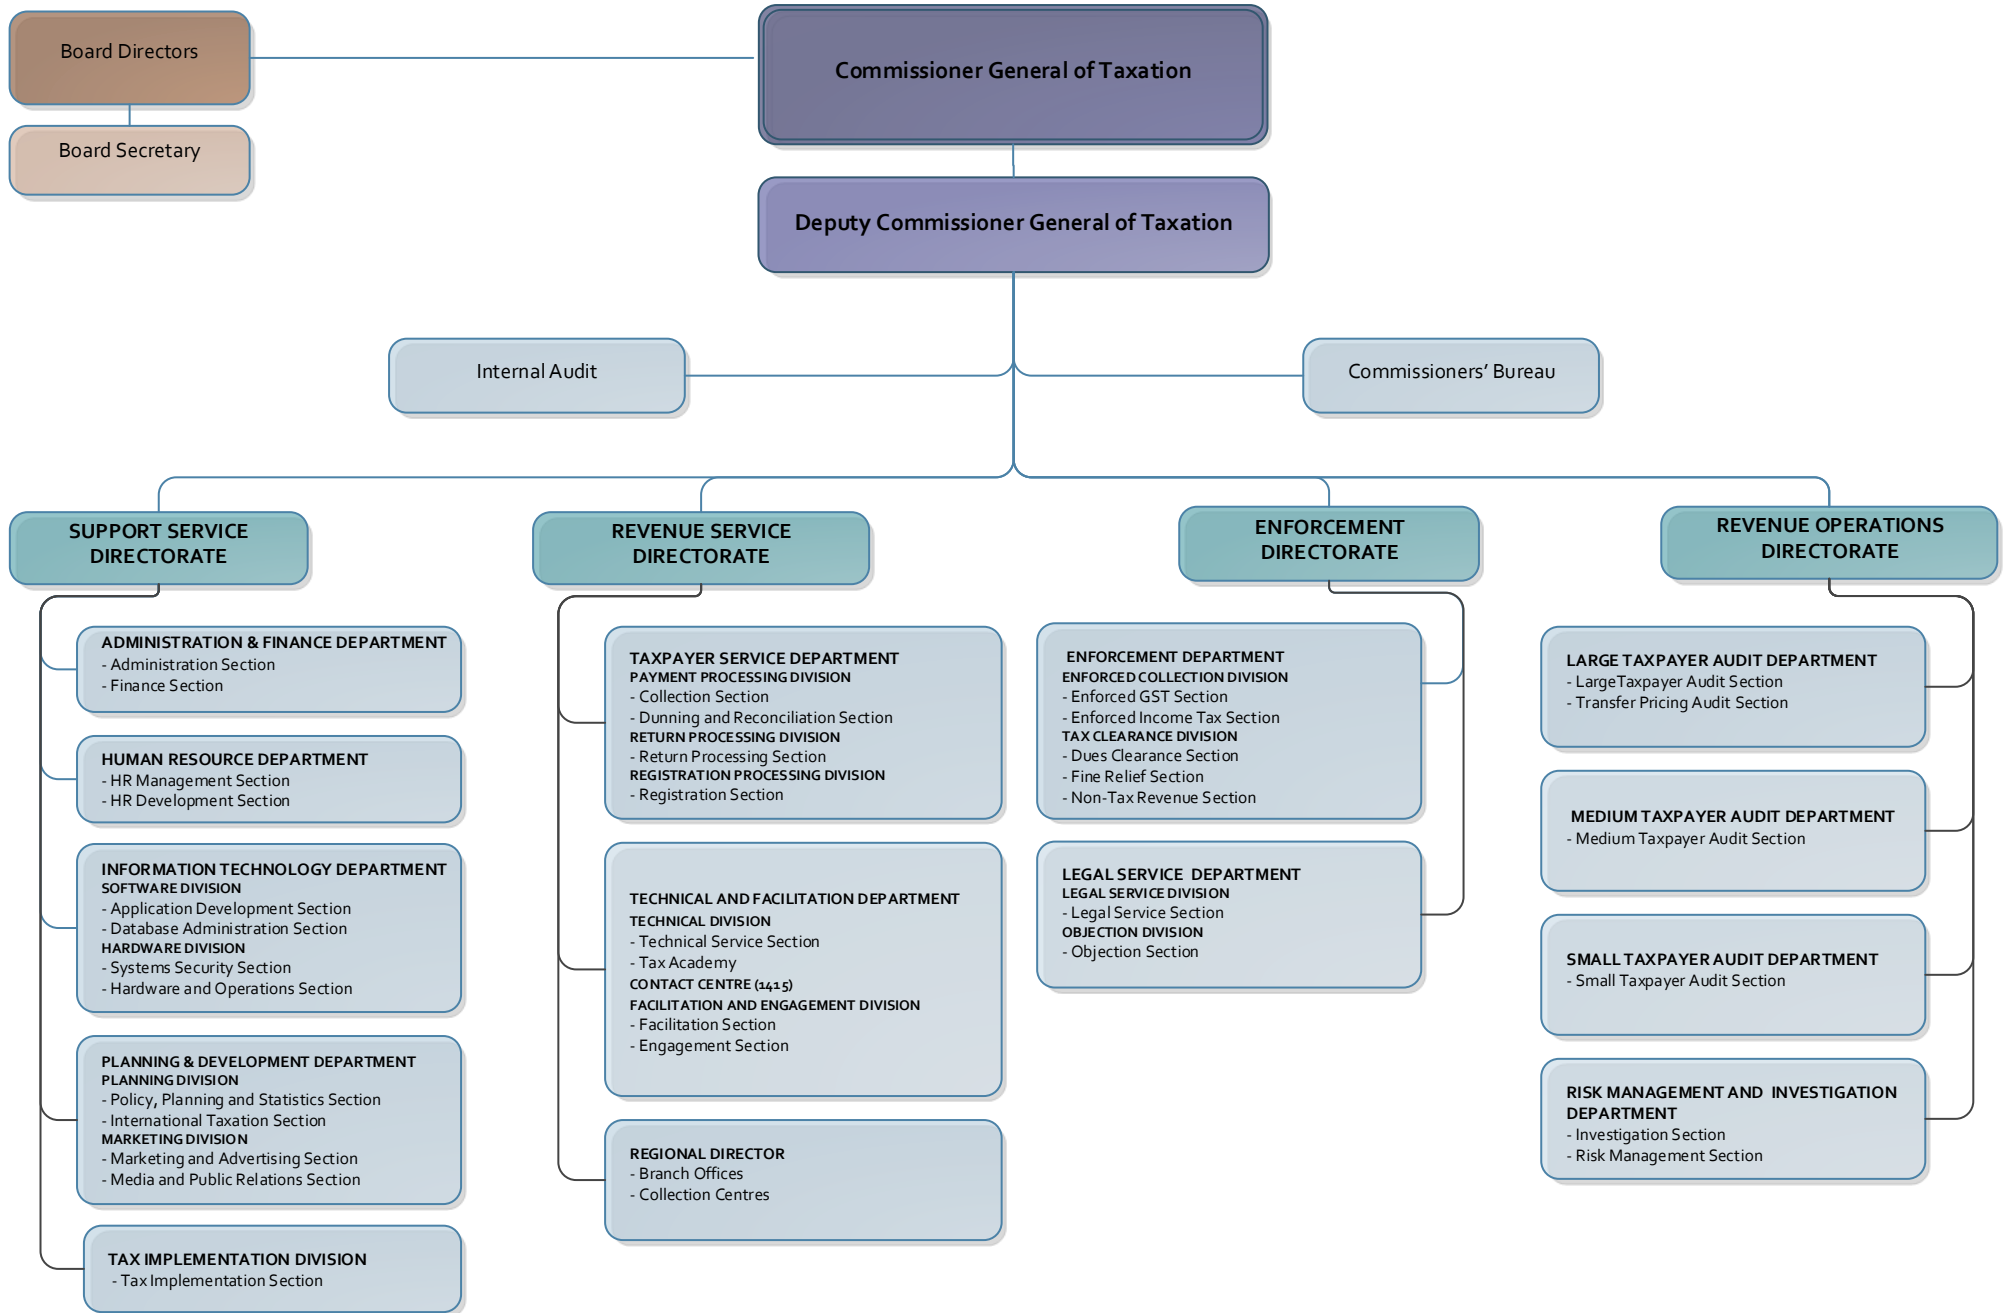 Board Directors
Board Secretary
Commissioner General of Taxation
Deputy Commissioner General of Taxation
Internal Audit
Commissioners' Bureau
SUPPORT SERVICE
DIRECTORATE
ADMINISTRATION & FINANCE DEPARTMENT
- Administration Section
- Finance Section
HUMAN RESOURCE DEPARTMENT
- HR Management Section
- HR Development Section
INFORMATION TECHNOLOGY DEPARTMENT
SOFTWARE DIVISION
- Application Development Section
- Database Administration Section
HARDWARE DIVISION
- Systems Security Section
- Hardware and Operations Section
PLANNING & DEVELOPMENT DEPARTMENT
PLANNING DIVISION
- Policy, Planning and Statistics Section
- International Taxation Section
MARKETING DIVISION
- Marketing and Advertising Section
- Media and Public Relations Section
TAX IMPLEMENTATION DIVISION
- Tax Implementation Section
REVENUE SERVICE
DIRECTORATE
TAXPAYER SERVICE DEPARTMENT
PAYMENT PROCESSING DIVISION
- Collection Section
- Dunning and Reconciliation Section
RETURN PROCESSING DIVISION
- Return Processing Section
REGISTRATION PROCESSING DIVISION
- Registration Section
TECHNICAL AND FACILITATION DEPARTMENT
TECHNICAL DIVISION
- Technical Service Section
- Tax Academy
CONTACT CENTRE (1415)
FACILITATION AND ENGAGEMENT DIVISION
- Facilitation Section
- Engagement Section
REGIONAL DIRECTOR
- Branch Offices
- Collection Centres
ENFORCEMENT
DIRECTORATE
ENFORCEMENT DEPARTMENT
ENFORCED COLLECTION DIVISION
- Enforced GST Section
- Enforced Income Tax Section
TAX CLEARANCE DIVISION
- Dues Clearance Section
- Fine Relief Section
- Non-Tax Revenue Section
LEGAL SERVICE DEPARTMENT
LEGAL SERVICE DIVISION
- Legal Service Section
OBJECTION DIVISION
- Objection Section
REVENUE OPERATIONS
DIRECTORATE
LARGE TAXPAYER AUDIT DEPARTMENT
- LargeTaxpayer Audit Section
- Transfer Pricing Audit Section
MEDIUM TAXPAYER AUDIT DEPARTMENT
- Medium Taxpayer Audit Section
SMALL TAXPAYER AUDIT DEPARTMENT
- Small Taxpayer Audit Section
RISK MANAGEMENT AND INVESTIGATION
DEPARTMENT
- Investigation Section
- Risk Management Section